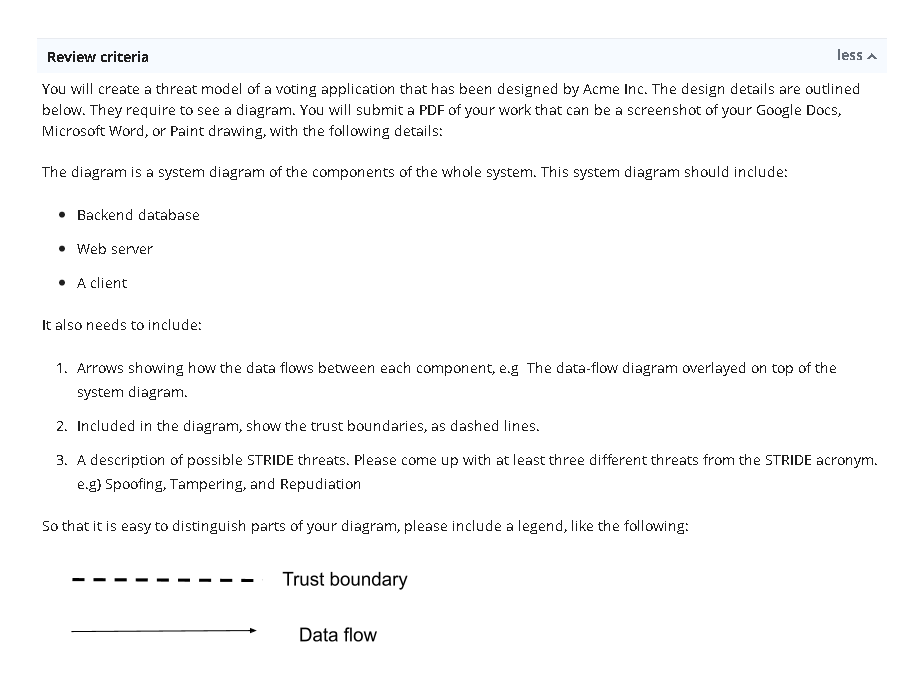 Review criteria
less
You will create a threat model of a voting application that has been designed by Acme Inc. The design details are outlined
below. They require to see a diagram. You will submit a PDF of your work that can be a screenshot of your Google Docs,
Microsoft Word, or Paint drawing, with the following details:
The diagram is a system diagram of the components of the whole system. This system diagram should include:
• Backend database
• Web server
• A client
It also needs to include:
1. Arrows showing how the data flows between each component, e.g The data-flow diagram overlayed on top of the
system diagram.
2. Included in the diagram, show the trust boundaries, as dashed lines.
3. A description of possible STRIDE threats. Please come up with at least three different threats from the STRIDE acronym.
e.g} Spoofing, Tampering, and Repudiation
So that it is easy to distinguish parts of your diagram, please include a legend, like the following:
Trust boundary
Data flow